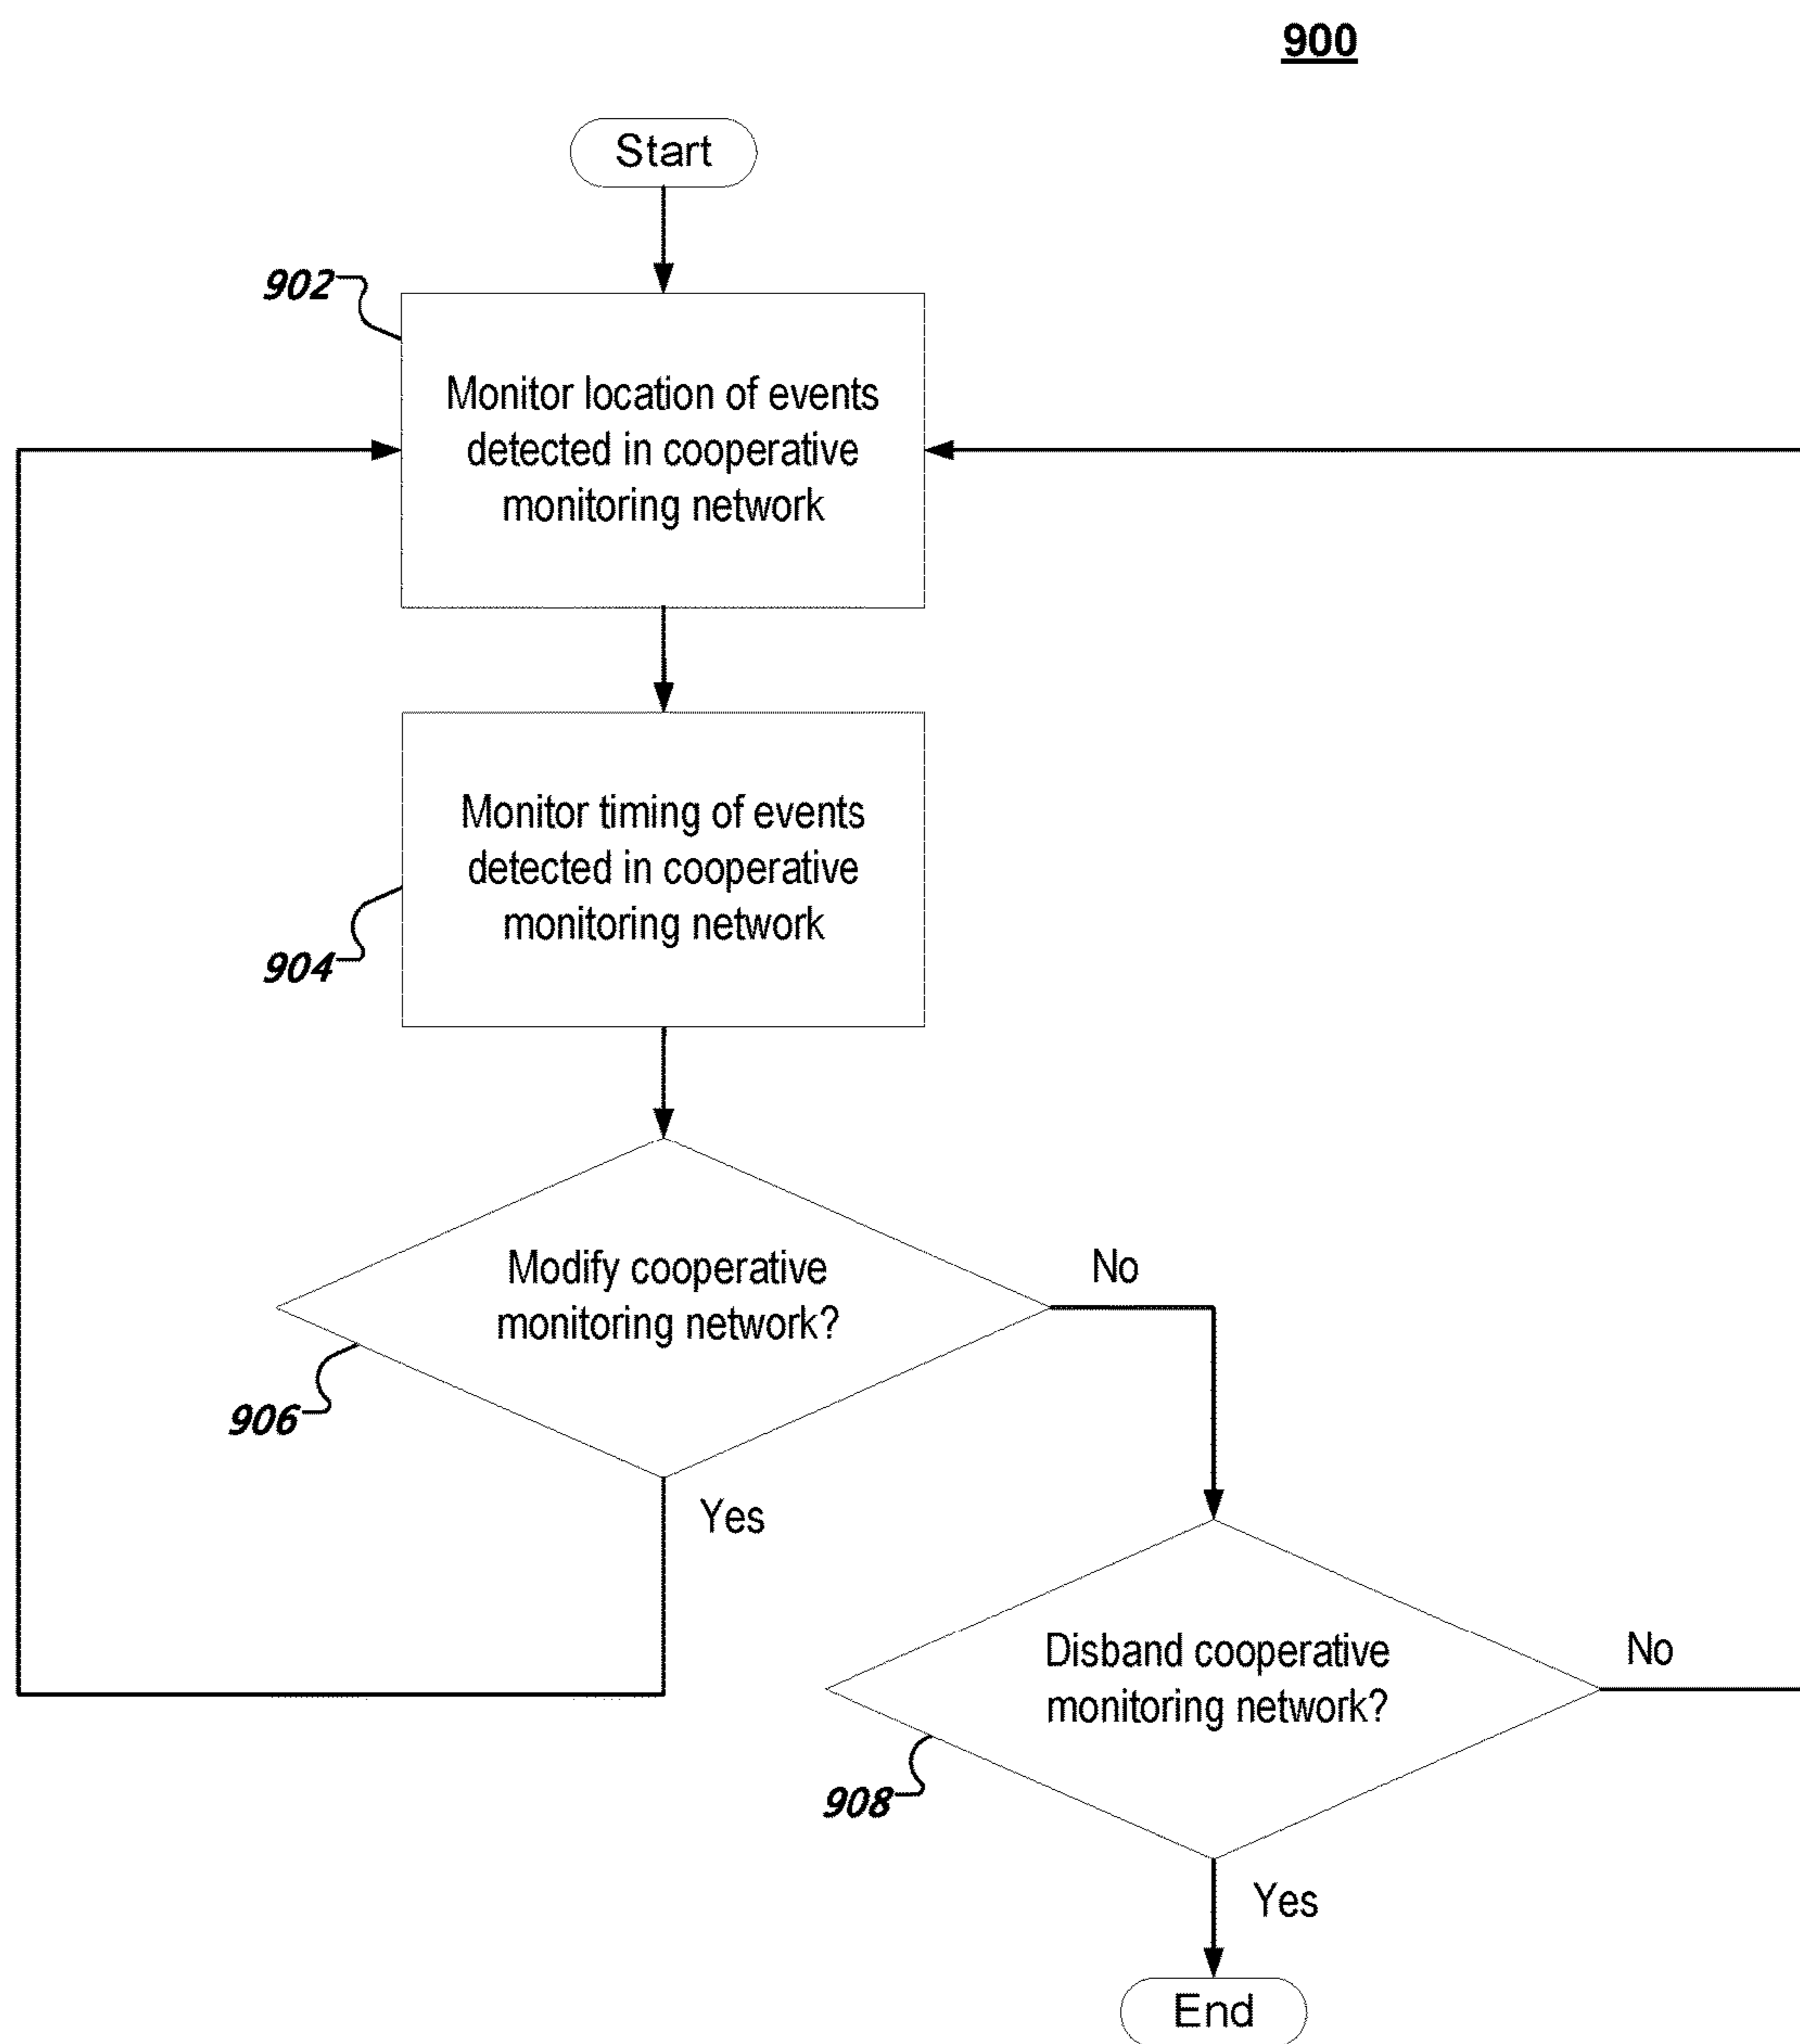 900
Start
902
Monitor location of events
detected in cooperative
monitoring network
Monitor timing of events
detected in cooperative
monitoring network
904
Modify cooperative
monitoring network?
No
906
Yes
Disband cooperative
monitoring network?
No
908
Yes
End